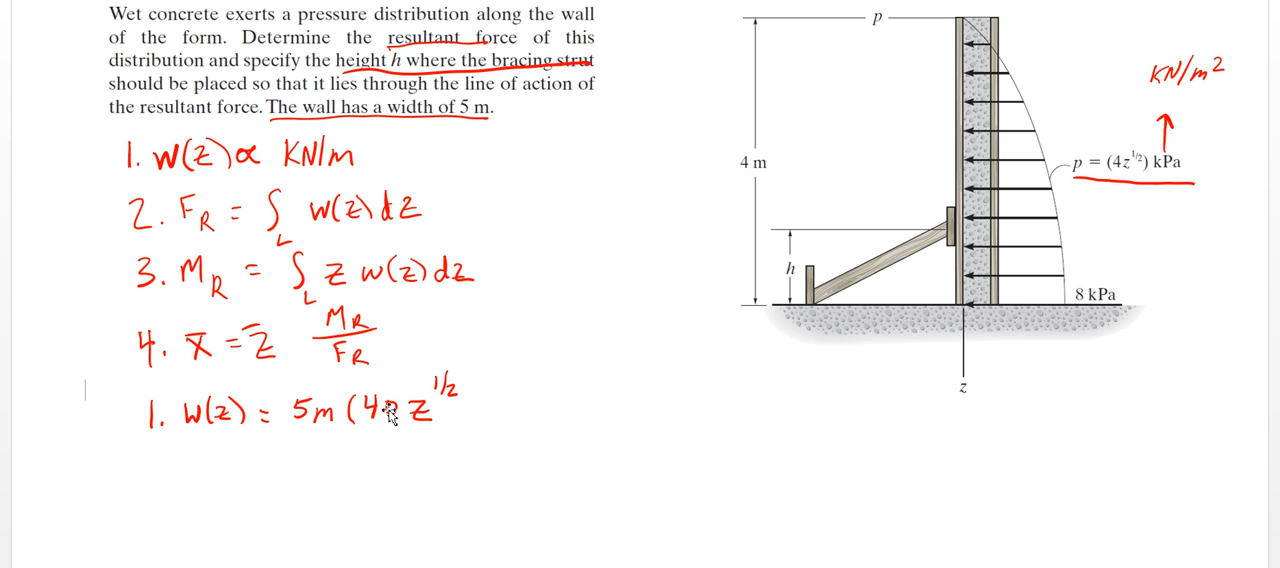 Wet concrete exerts a pressure distribution along the wall
of the form. Determine the resultant force of this
distribution and specify the height h where the bracing strut
should be placed so that it lies through the line of action of
the resultant force. The wall has a width of 5 m.
1. w(z) ∝ KN/m
2. F_R = ∫_L w(z) dz
3. M_R = ∫_L z w(z) dz
4. x̄ = z̄ M_R/F_R
1. w(z) = 5m (4 z^1/2
p
KN/m²
4 m
p = (4z^1/2) kPa
h
8 kPa
z